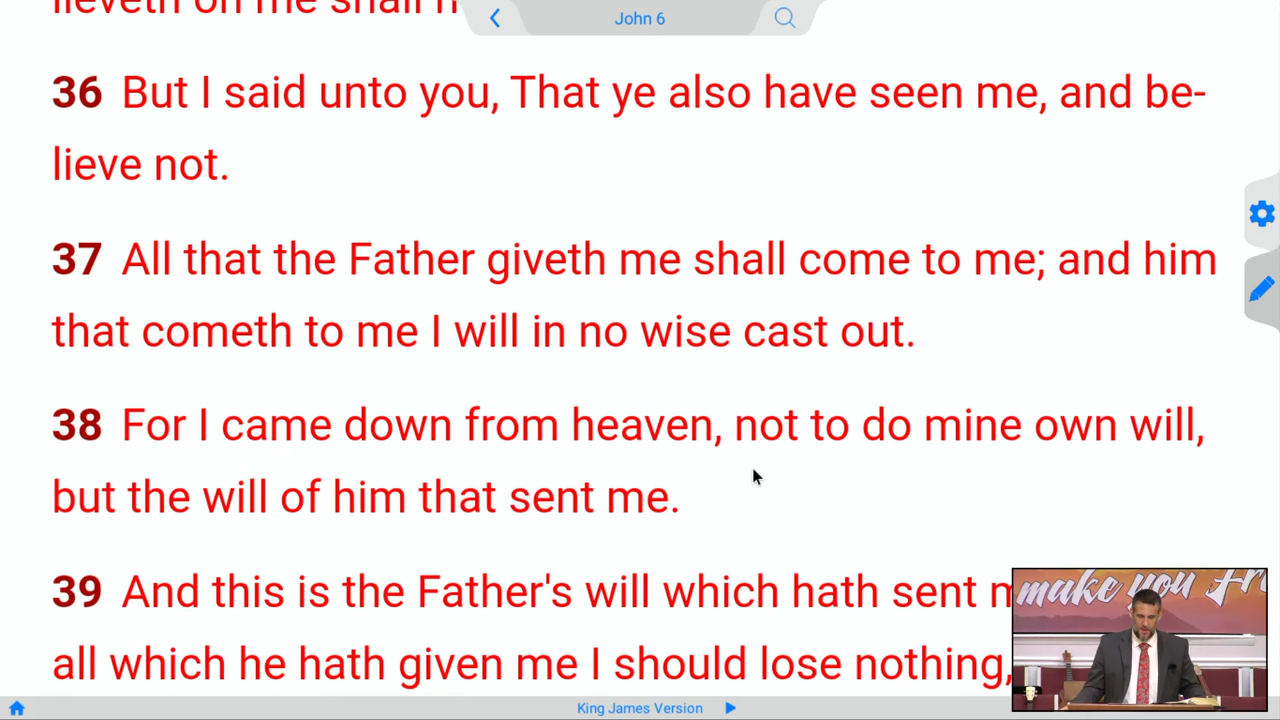 John 6
36 But I said unto you, That ye also have seen me, and be-
lieve not.
37 All that the Father giveth me shall come to me; and him
that cometh to me I will in no wise cast out.
38 For I came down from heaven, not to do mine own will,
but the will of him that sent me.
39 And this is the Father's will which hath sent
all which he hath given me I should lose nothing,
make you
King James Version